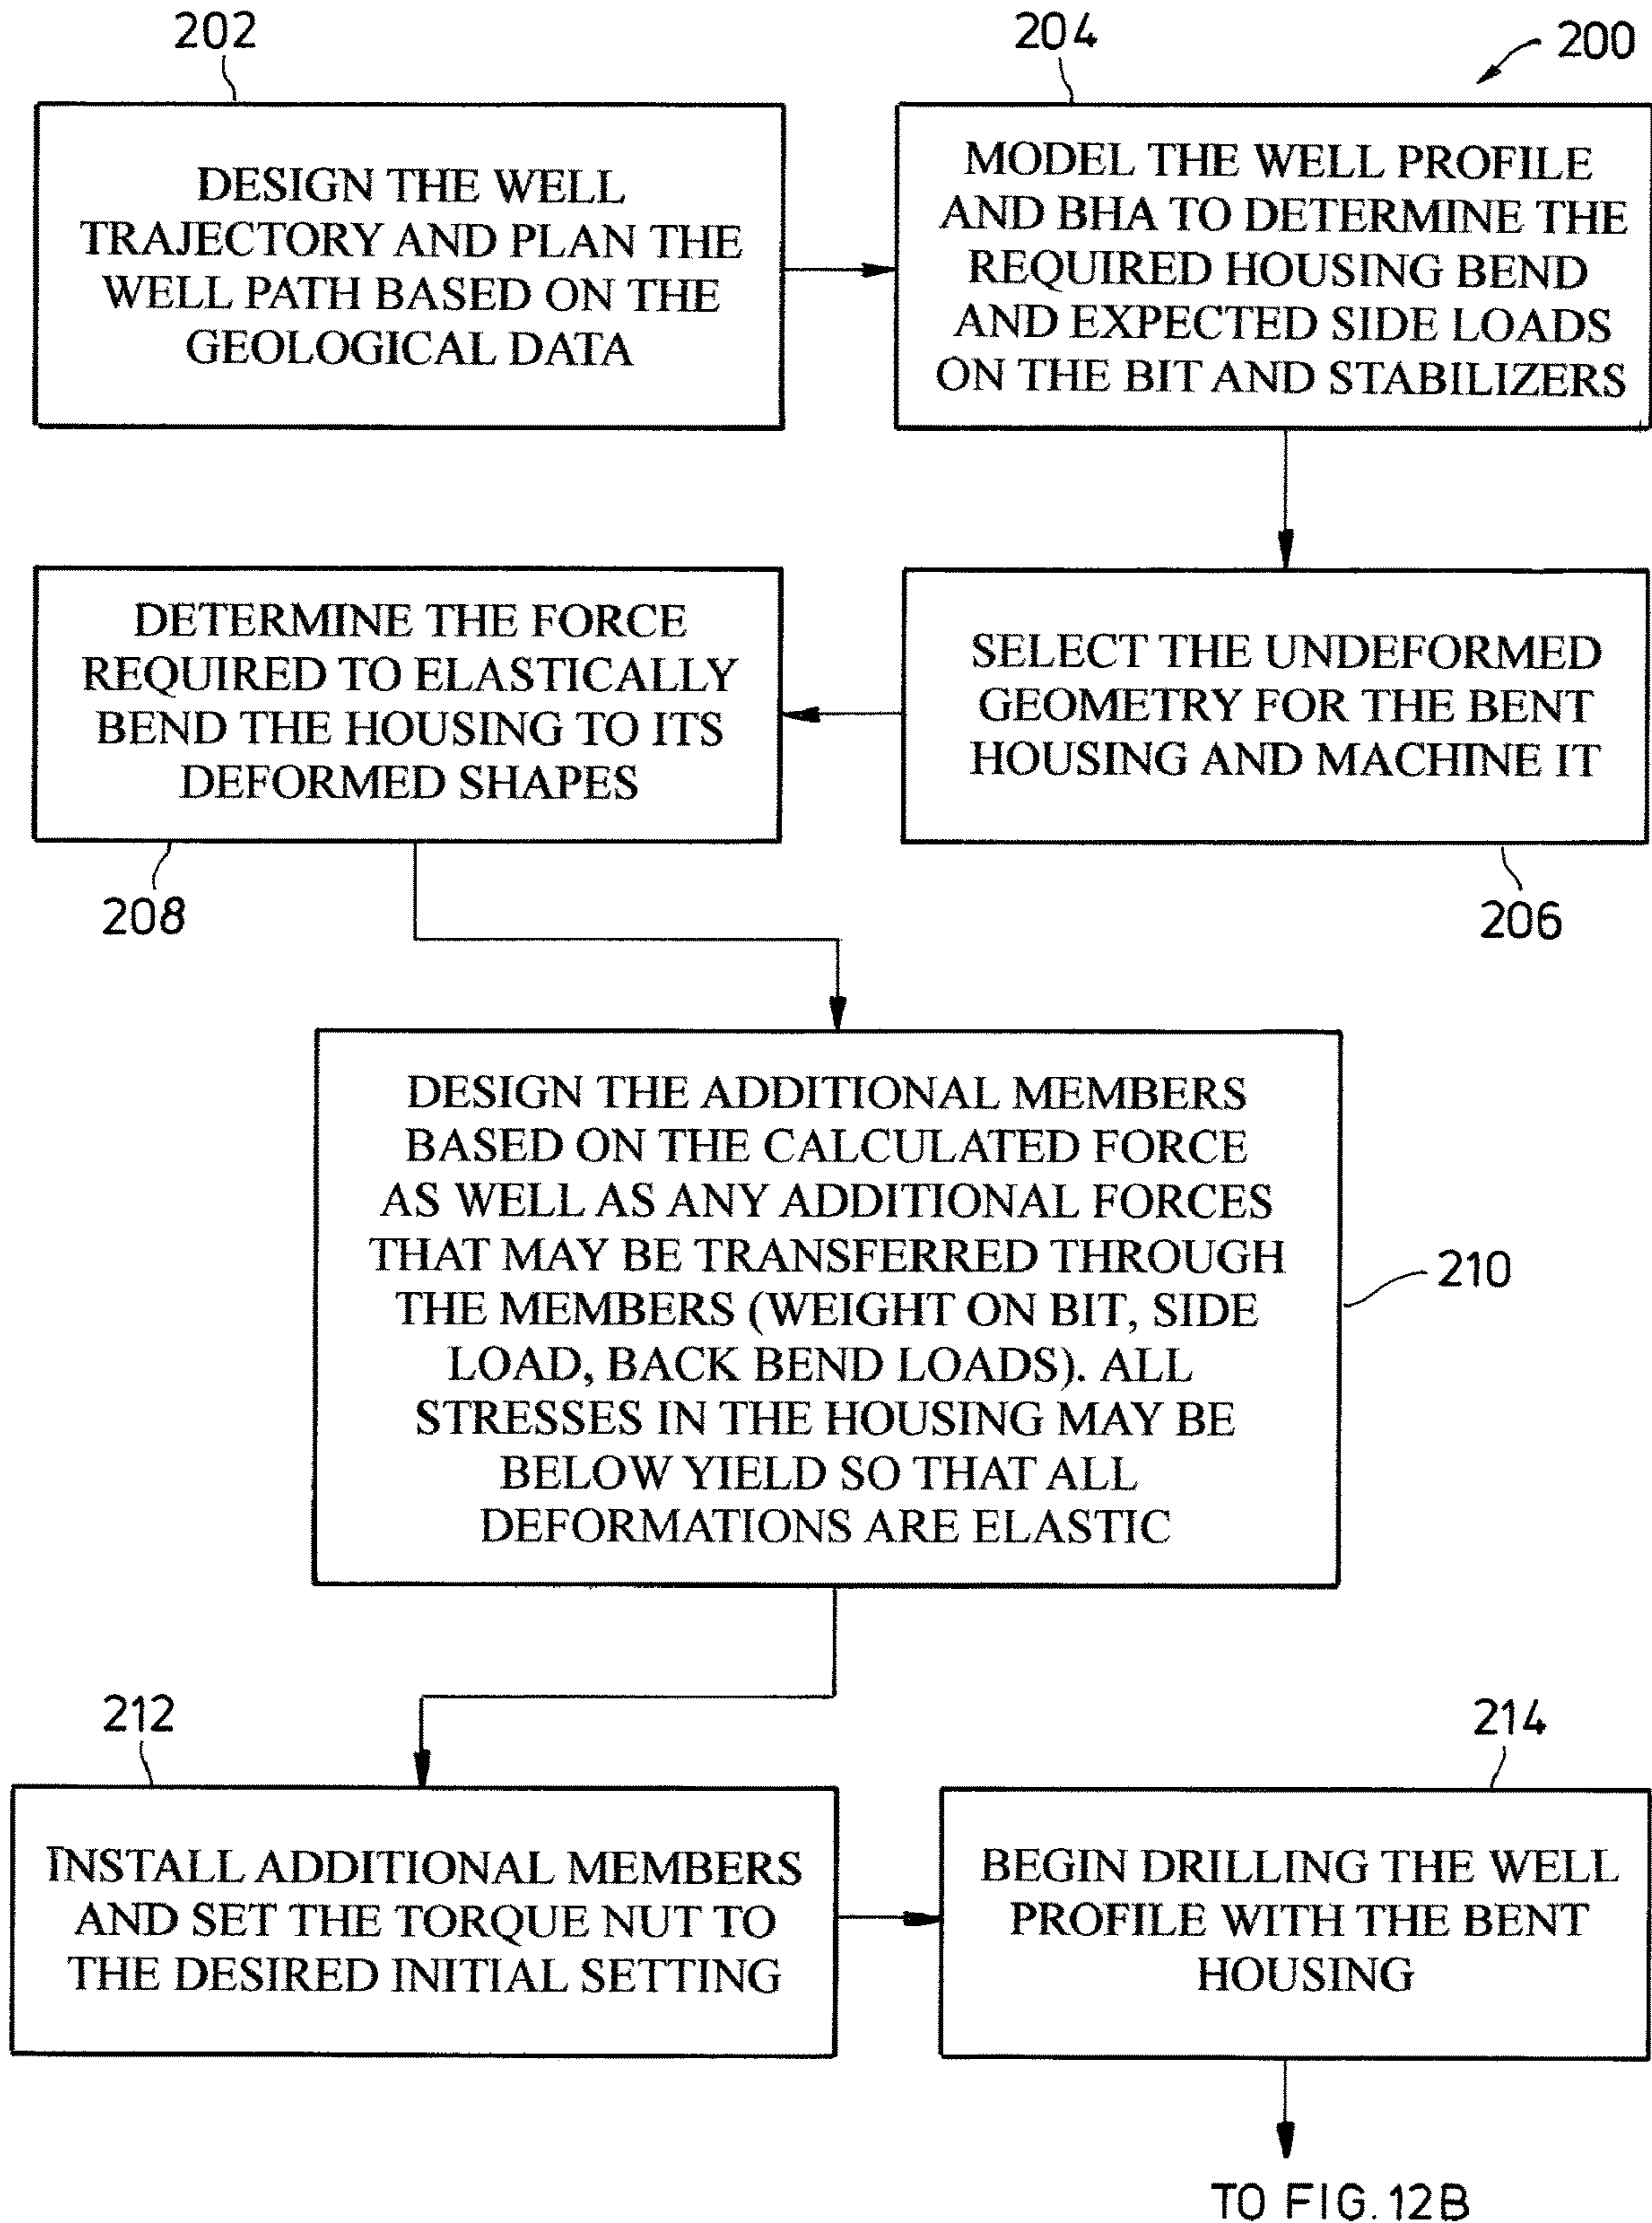 202
204
200
DESIGN THE WELL
TRAJECTORY AND PLAN THE
WELL PATH BASED ON THE
GEOLOGICAL DATA
MODEL THE WELL PROFILE
AND BHA TO DETERMINE THE
REQUIRED HOUSING BEND
AND EXPECTED SIDE LOADS
ON THE BIT AND STABILIZERS
DETERMINE THE FORCE
REQUIRED TO ELASTICALLY
BEND THE HOUSING TO ITS
DEFORMED SHAPES
SELECT THE UNDEFORMED
GEOMETRY FOR THE BENT
HOUSING AND MACHINE IT
208
206
DESIGN THE ADDITIONAL MEMBERS
BASED ON THE CALCULATED FORCE
AS WELL AS ANY ADDITIONAL FORCES
THAT MAY BE TRANSFERRED THROUGH
THE MEMBERS (WEIGHT ON BIT, SIDE
LOAD, BACK BEND LOADS). ALL
STRESSES IN THE HOUSING MAY BE
BELOW YIELD SO THAT ALL
DEFORMATIONS ARE ELASTIC
210
212
214
INSTALL ADDITIONAL MEMBERS
AND SET THE TORQUE NUT TO
THE DESIRED INITIAL SETTING
BEGIN DRILLING THE WELL
PROFILE WITH THE BENT
HOUSING
TO FIG. 12B